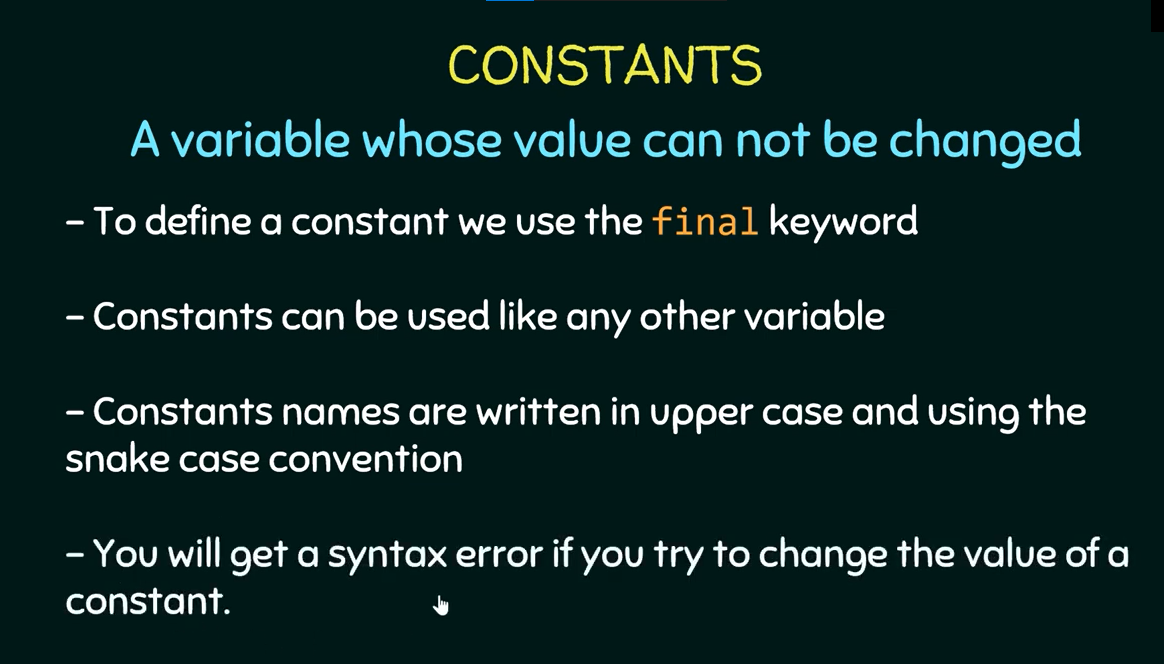 CONSTANTS
A variable whose value can not be changed
- To define a constant we use the final keyword
- Constants can be used like any other variable
- Constants names are written in upper case and using the
snake case convention
- You will get a syntax error if you try to change the value of a
constant.